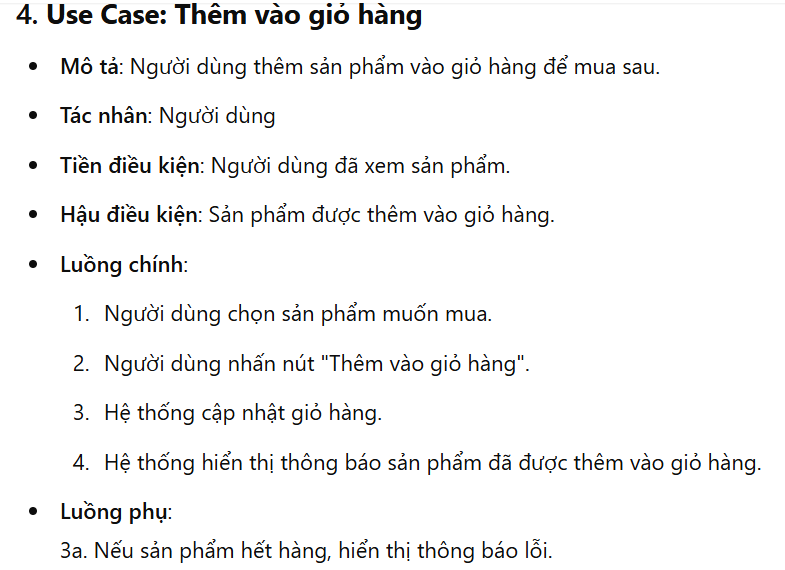 4. Use Case: Thêm vào giỏ hàng
• Mô tả: Người dùng thêm sản phẩm vào giỏ hàng để mua sau.
• Tác nhân: Người dùng
• Tiền điều kiện: Người dùng đã xem sản phẩm.
• Hậu điều kiện: Sản phẩm được thêm vào giỏ hàng.
• Luồng chính:
1. Người dùng chọn sản phẩm muốn mua.
2. Người dùng nhấn nút "Thêm vào giỏ hàng".
3. Hệ thống cập nhật giỏ hàng.
4. Hệ thống hiển thị thông báo sản phẩm đã được thêm vào giỏ hàng.
• Luồng phụ:
3a. Nếu sản phẩm hết hàng, hiển thị thông báo lỗi.